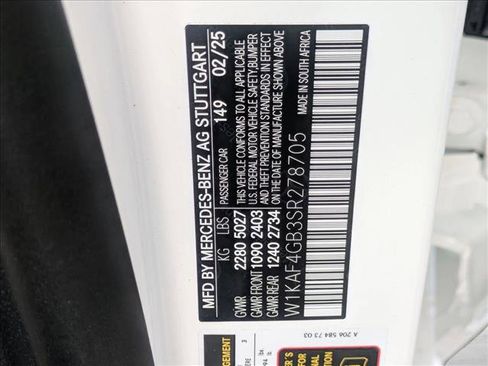 MFD BY MERCEDES-BENZ AG STUTTGART
PASSENGER CAR 149 02/25
KG LBS
GVWR 2280 5027
GAWR FRONT 1090 2403
GAWR REAR 1240 2734
THIS VEHICLE CONFORMS TO ALL APPLICABLE
U.S. FEDERAL MOTOR VEHICLE SAFETY, BUMPER
AND THEFT PREVENTION STANDARDS IN EFFECT
ON THE DATE OF MANUFACTURE SHOWN ABOVE
W1KAF4GB3SR278705
MADE IN SOUTH AFRICA
A 206 584 73 03